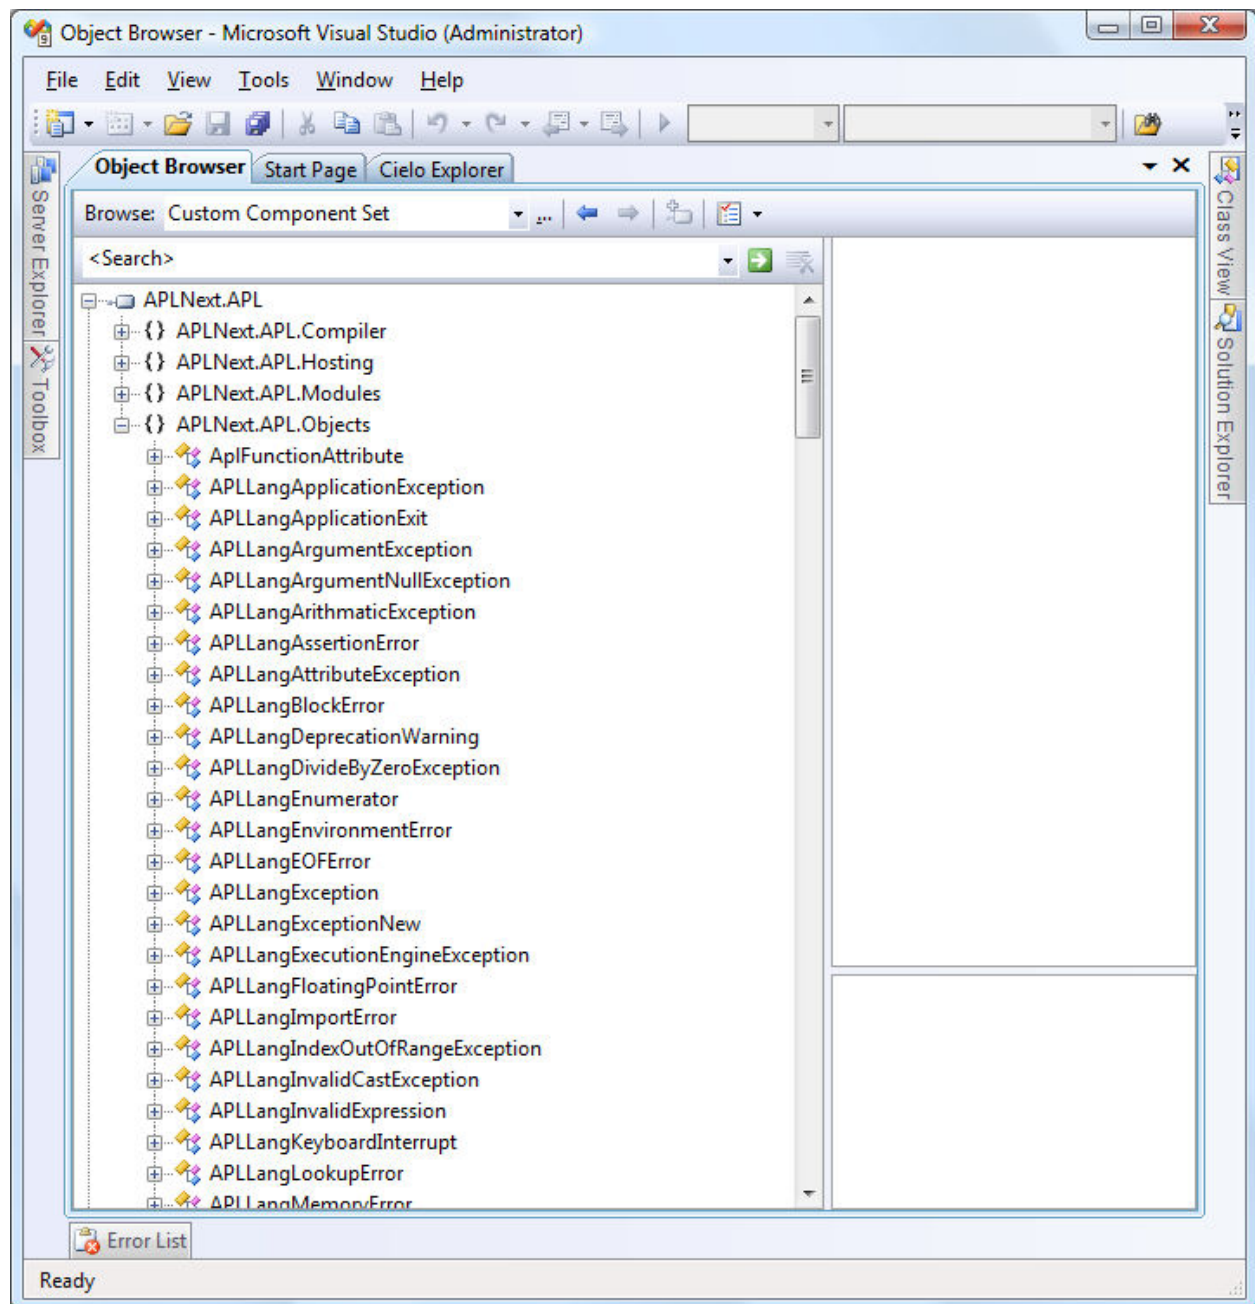 Object Browser - Microsoft Visual Studio (Administrator)
File Edit View Tools Window Help
Object Browser Start Page Cielo Explorer
Server Explorer
Toolbox
Class View
Solution Explorer
Browse: Custom Component Set
<Search>
APLNext.APL
{} APLNext.APL.Compiler
{} APLNext.APL.Hosting
{} APLNext.APL.Modules
{} APLNext.APL.Objects
AplFunctionAttribute
APLLangApplicationException
APLLangApplicationExit
APLLangArgumentException
APLLangArgumentNullException
APLLangArithmaticException
APLLangAssertionError
APLLangAttributeException
APLLangBlockError
APLLangDeprecationWarning
APLLangDivideByZeroException
APLLangEnumerator
APLLangEnvironmentError
APLLangEOFError
APLLangException
APLLangExceptionNew
APLLangExecutionEngineException
APLLangFloatingPointError
APLLangImportError
APLLangIndexOutOfRangeException
APLLangInvalidCastException
APLLangInvalidExpression
APLLangKeyboardInterrupt
APLLangLookupError
APLLangMemoryError
Error List
Ready